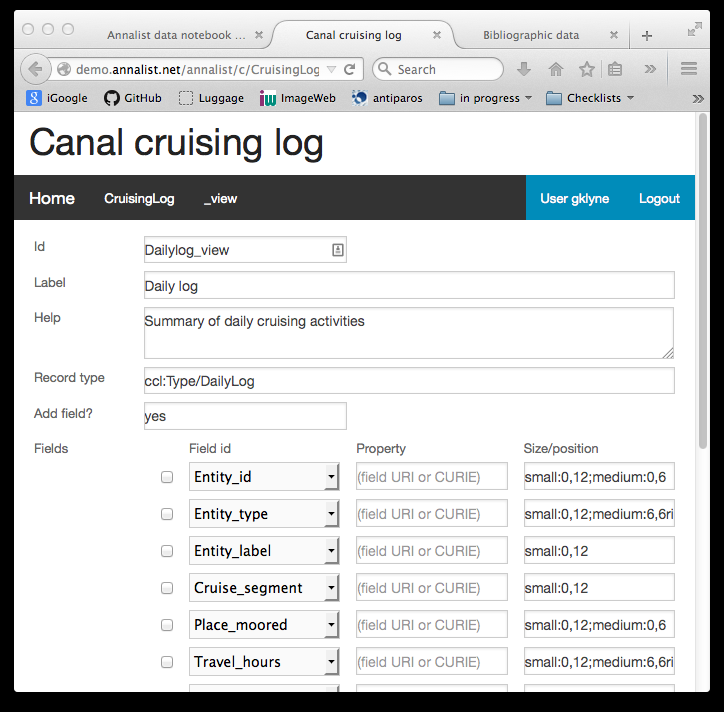 Annalist data notebook ...
Canal cruising log
Bibliographic data
demo.annalist.net/annalist/c/CruisingLog
Search
iGoogle GitHub Luggage ImageWeb antiparos in progress Checklists
Canal cruising log
Home CruisingLog _view User gklyne Logout
Id Dailylog_view
Label Daily log
Help Summary of daily cruising activities
Record type ccl:Type/DailyLog
Add field? yes
Fields Field id Property Size/position
Entity_id (field URI or CURIE) small:0,12;medium:0,6
Entity_type (field URI or CURIE) small:0,12;medium:6,6ri
Entity_label (field URI or CURIE) small:0,12
Cruise_segment (field URI or CURIE) small:0,12
Place_moored (field URI or CURIE) small:0,12;medium:0,6
Travel_hours (field URI or CURIE) small:0,12;medium:6,6ri